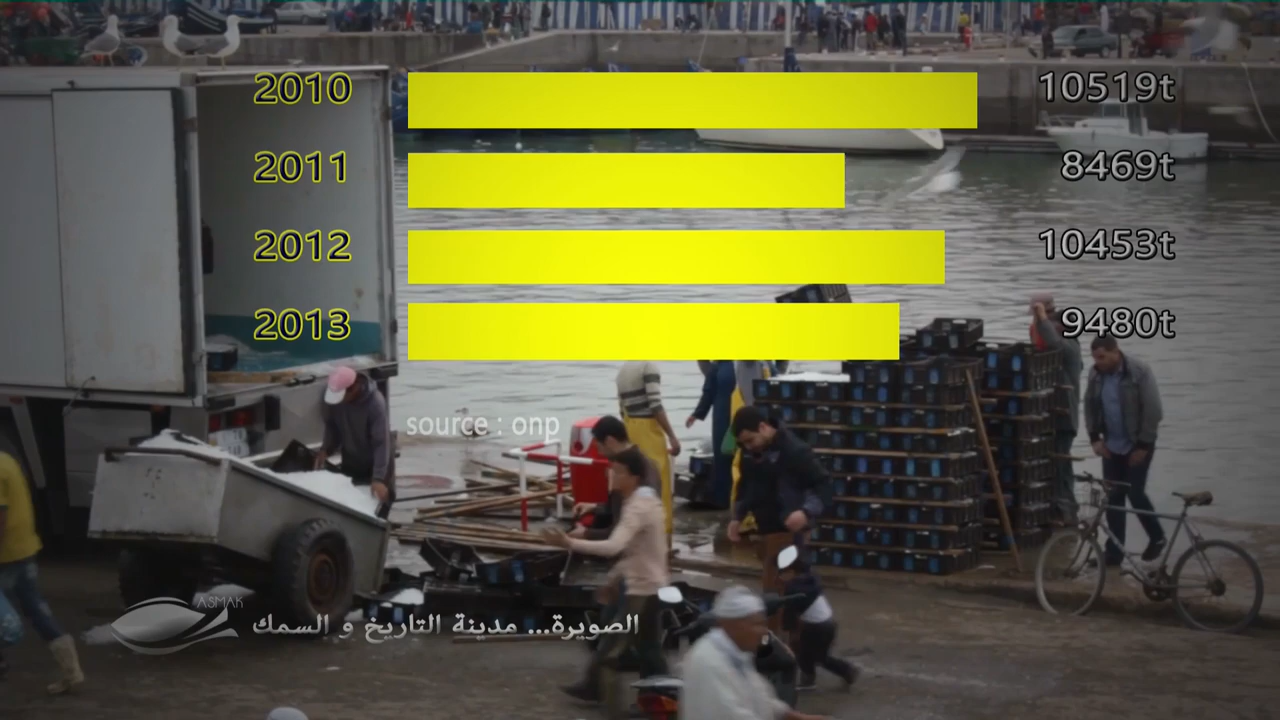 2010 10519t
2011 8469t
2012 10453t
2013 9480t
source : onp
ASMAK
الصويرة... مدينة التاريخ و السمك